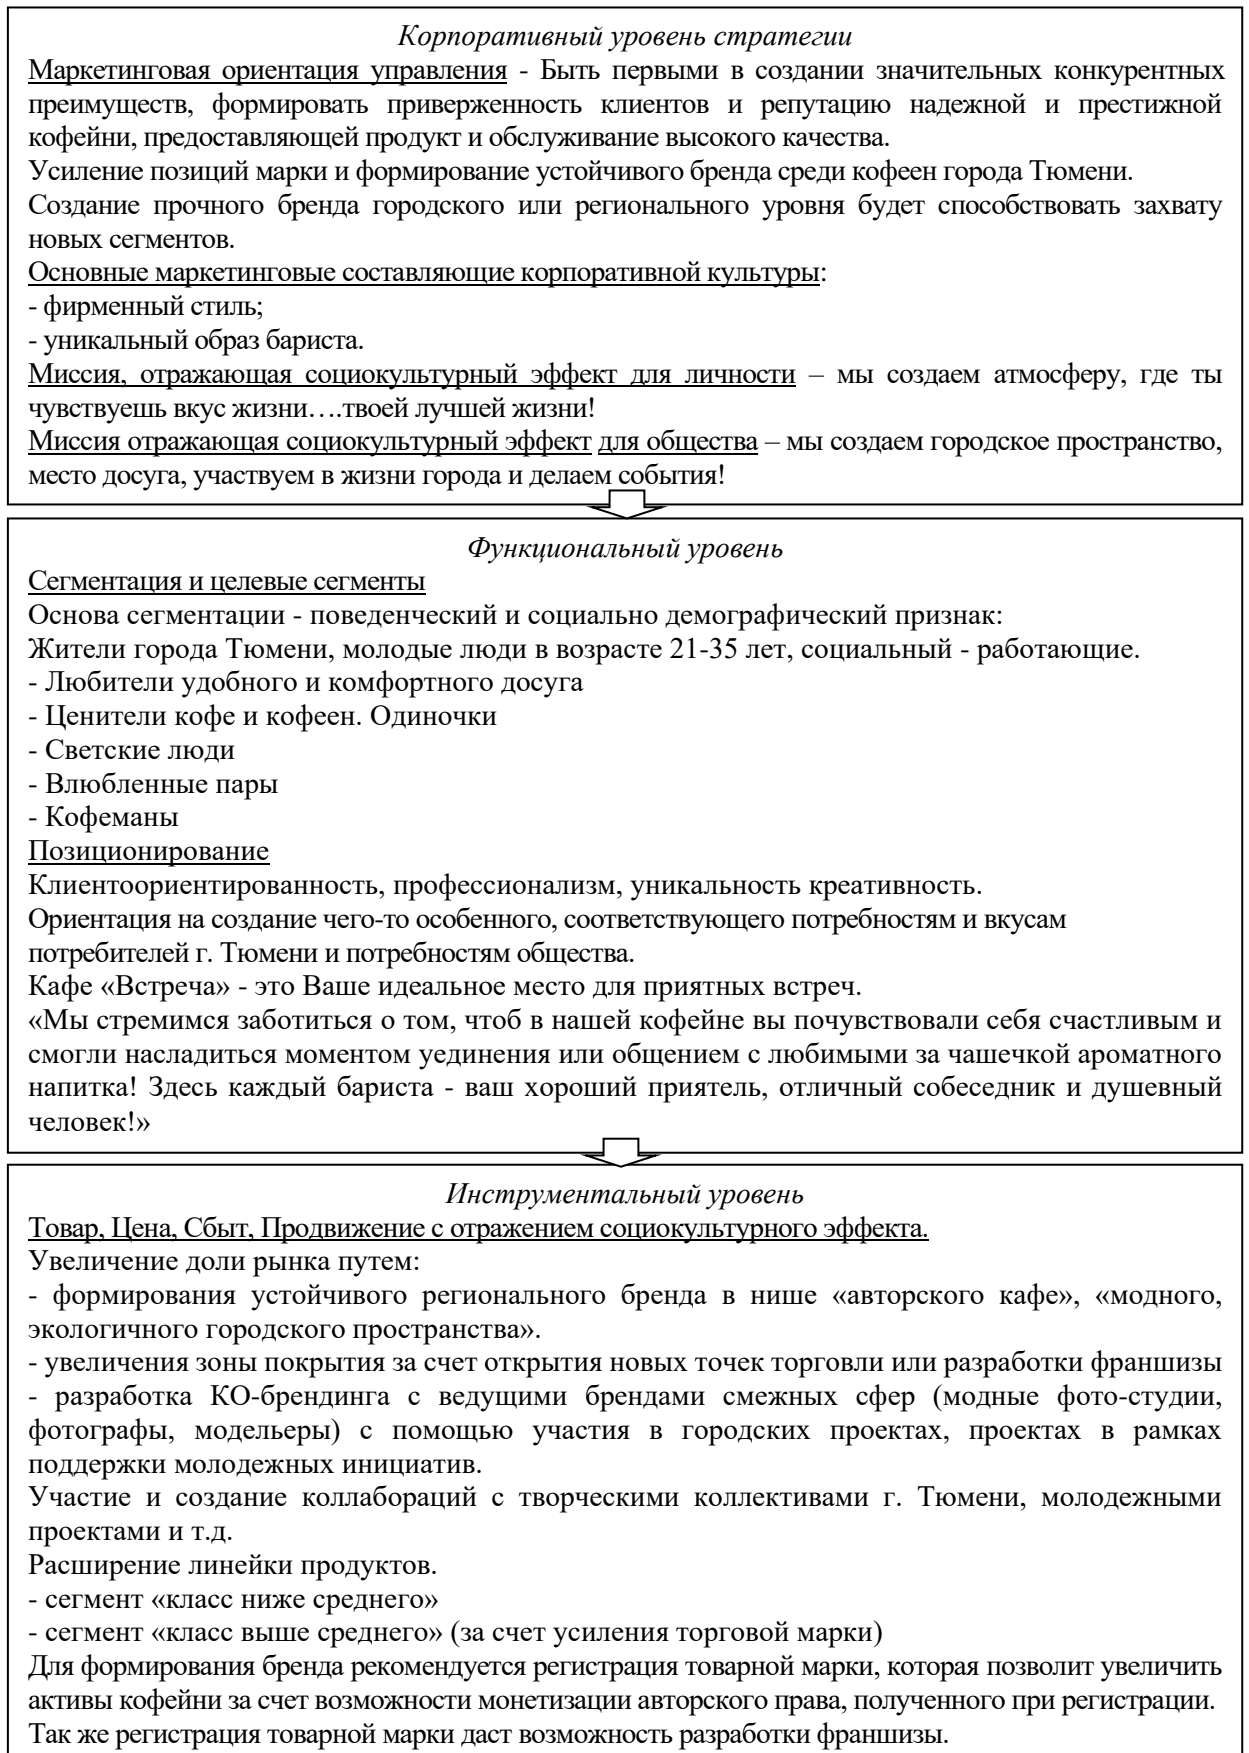 Корпоративный уровень стратегии
Маркетинговая ориентация управления - Быть первыми в создании значительных конкурентных
преимуществ, формировать приверженность клиентов и репутацию надежной и престижной
кофейни, предоставляющей продукт и обслуживание высокого качества.
Усиление позиций марки и формирование устойчивого бренда среди кофеен города Тюмени.
Создание прочного бренда городского или регионального уровня будет способствовать захвату
новых сегментов.
Основные маркетинговые составляющие корпоративной культуры:
- фирменный стиль;
- уникальный образ бариста.
Миссия, отражающая социокультурный эффект для личности – мы создаем атмосферу, где ты
чувствуешь вкус жизни….твоей лучшей жизни!
Миссия отражающая социокультурный эффект для общества – мы создаем городское пространство,
место досуга, участвуем в жизни города и делаем события!
Функциональный уровень
Сегментация и целевые сегменты
Основа сегментации - поведенческий и социально демографический признак:
Жители города Тюмени, молодые люди в возрасте 21-35 лет, социальный - работающие.
- Любители удобного и комфортного досуга
- Ценители кофе и кофеен. Одиночки
- Светские люди
- Влюбленные пары
- Кофеманы
Позиционирование
Клиентоориентированность, профессионализм, уникальность креативность.
Ориентация на создание чего-то особенного, соответствующего потребностям и вкусам
потребителей г. Тюмени и потребностям общества.
Кафе «Встреча» - это Ваше идеальное место для приятных встреч.
«Мы стремимся заботиться о том, чтоб в нашей кофейне вы почувствовали себя счастливым и
смогли насладиться моментом уединения или общением с любимыми за чашечкой ароматного
напитка! Здесь каждый бариста - ваш хороший приятель, отличный собеседник и душевный
человек!»
Инструментальный уровень
Товар, Цена, Сбыт, Продвижение с отражением социокультурного эффекта.
Увеличение доли рынка путем:
- формирования устойчивого регионального бренда в нише «авторского кафе», «модного,
экологичного городского пространства».
- увеличения зоны покрытия за счет открытия новых точек торговли или разработки франшизы
- разработка КО-брендинга с ведущими брендами смежных сфер (модные фото-студии,
фотографы, модельеры) с помощью участия в городских проектах, проектах в рамках
поддержки молодежных инициатив.
Участие и создание коллабораций с творческими коллективами г. Тюмени, молодежными
проектами и т.д.
Расширение линейки продуктов.
- сегмент «класс ниже среднего»
- сегмент «класс выше среднего» (за счет усиления торговой марки)
Для формирования бренда рекомендуется регистрация товарной марки, которая позволит увеличить
активы кофейни за счет возможности монетизации авторского права, полученного при регистрации.
Так же регистрация товарной марки даст возможность разработки франшизы.